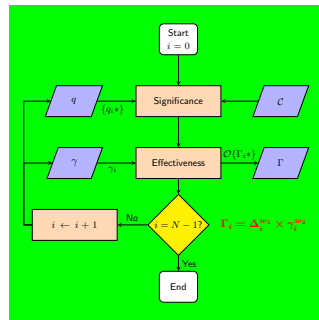 Start
i = 0
q
{q_i*}
Significance
𝒞
γ
γ_i
Effectiveness
𝒪{Γ_i*}
Γ
i ← i + 1
No
i = N − 1?
Γ_i = Δ_i^{w_1} × γ_i^{w_2}
Yes
End